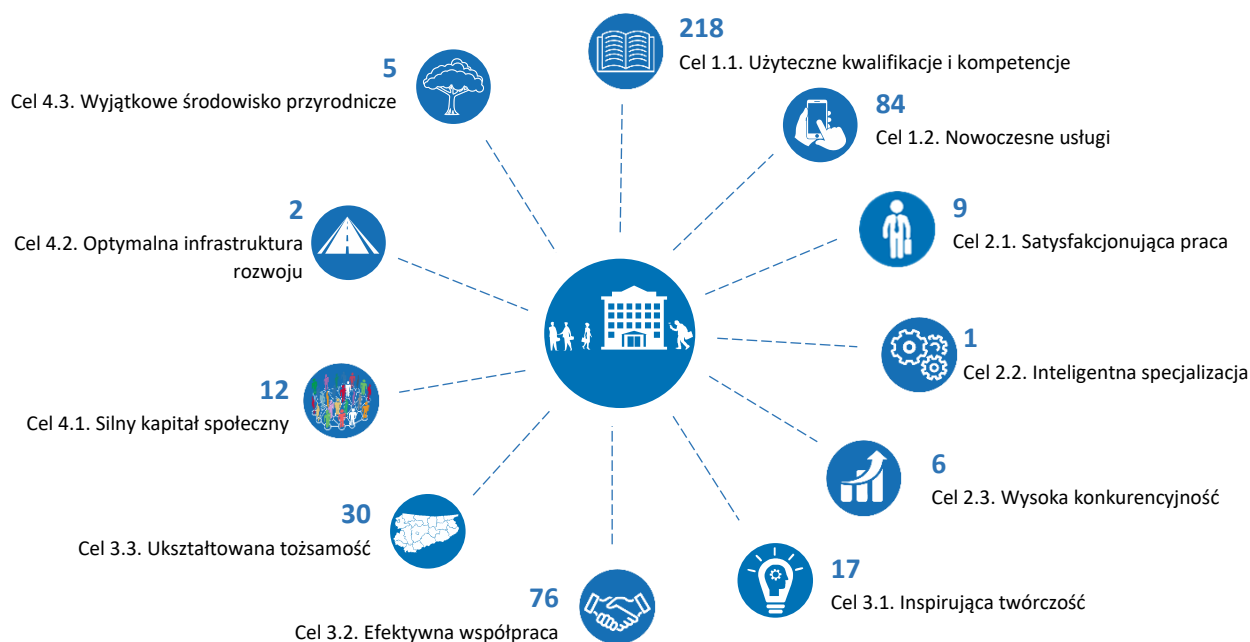 218
Cel 1.1. Użyteczne kwalifikacje i kompetencje
84
Cel 1.2. Nowoczesne usługi
9
Cel 2.1. Satysfakcjonująca praca
1
Cel 2.2. Inteligentna specjalizacja
6
Cel 2.3. Wysoka konkurencyjność
17
Cel 3.1. Inspirująca twórczość
76
Cel 3.2. Efektywna współpraca
30
Cel 3.3. Ukształtowana tożsamość
12
Cel 4.1. Silny kapitał społeczny
2
Cel 4.2. Optymalna infrastruktura
rozwoju
5
Cel 4.3. Wyjątkowe środowisko przyrodnicze